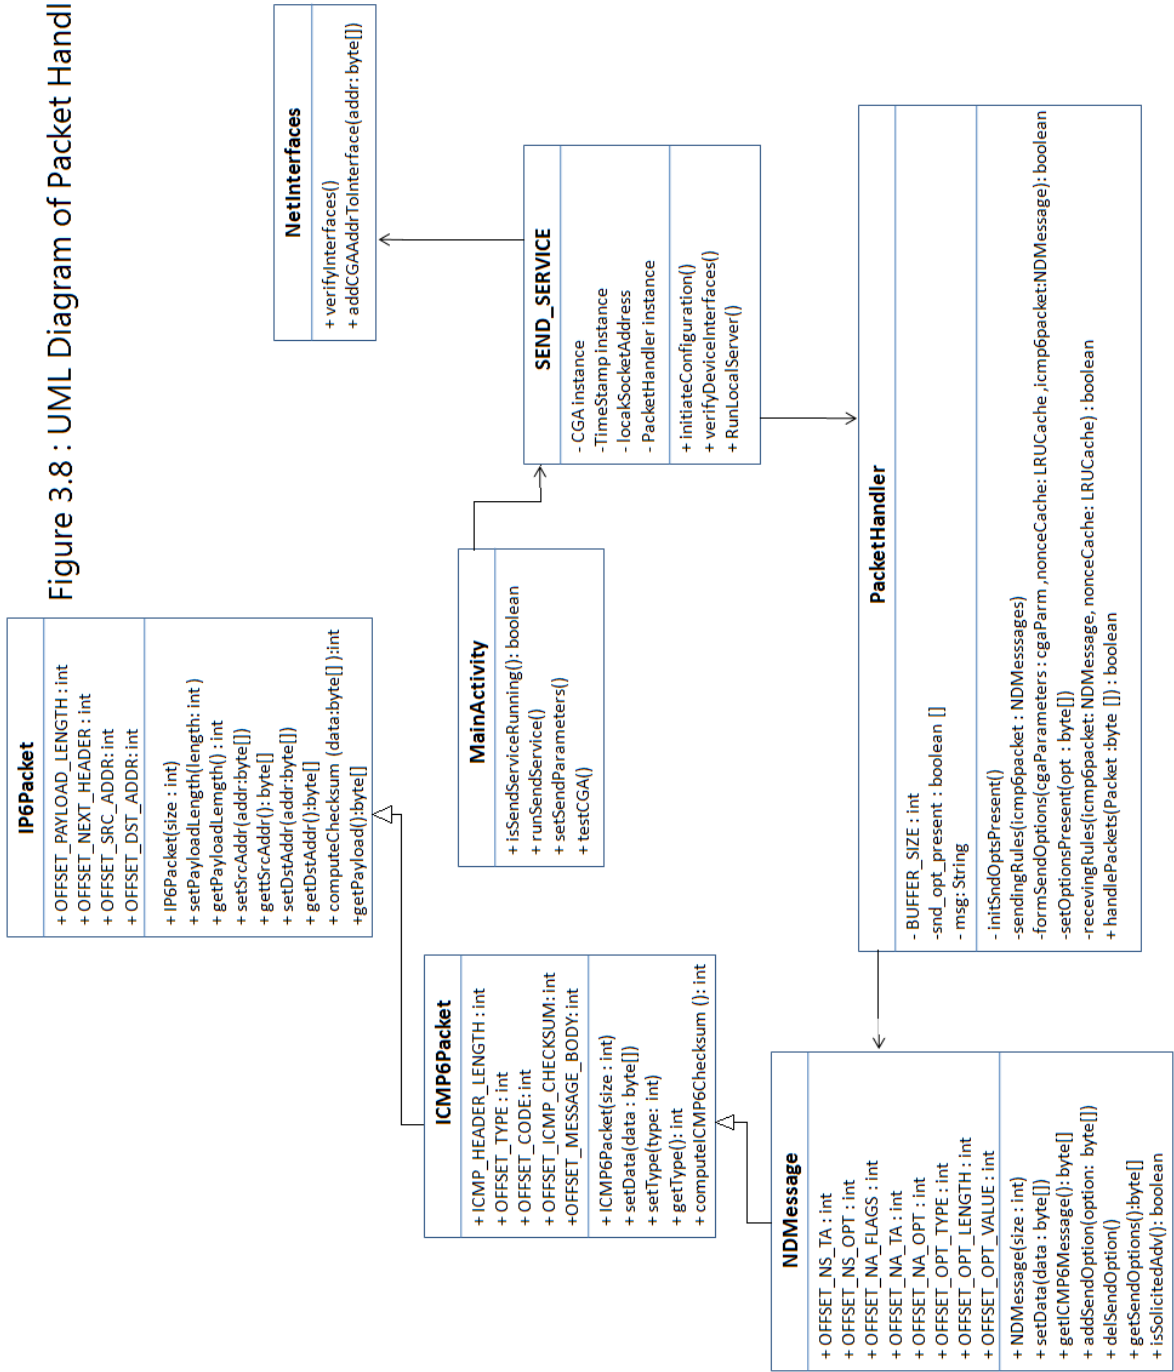 Figure 3.8 : UML Diagram of Packet Handl
IP6Packet
+ OFFSET_PAYLOAD_LENGTH : int
+ OFFSET_NEXT_HEADER : int
+ OFFSET_SRC_ADDR: int
+ OFFSET_DST_ADDR: int
+ IP6Packet(size : int)
+ setPayloadLength(length: int )
+ getPayloadLemgth() : int
+ setSrcAddr(addr:byte[])
+ gettSrcAddr(): byte[]
+ setDstAddr(addr:byte[])
+ getDstAddr():byte[]
+ computeChecksum (data:byte[] ):int
+getPayload():byte[]
NetInterfaces
+ verifyInterfaces()
+ addCGAAddrToInterface(addr: byte[])
ICMP6Packet
+ ICMP_HEADER_LENGTH : int
+ OFFSET_TYPE : int
+ OFFSET_CODE: int
+ OFFSET_ICMP_CHECKSUM: int
+OFFSET_MESSAGE_BODY: int
+ ICMP6Packet(size : int)
+ setData(data : byte[])
+ setType(type: int)
+ getType(): int
+ computeICMP6Checksum (): int
MainActivity
+ isSendServiceRunning(): boolean
+ runSendService()
+ setSendParameters()
+ testCGA()
SEND_SERVICE
- CGA instance
-TimeStamp instance
- locakSocketAddress
- PacketHandler instance
+ initiateConfiguration()
+ verifyDeviceInterfaces()
+ RunLocalServer()
NDMessage
+ OFFSET_NS_TA : int
+ OFFSET_NS_OPT : int
+ OFFSET_NA_FLAGS : int
+ OFFSET_NA_TA : int
+ OFFSET_NA_OPT : int
+ OFFSET_OPT_TYPE : int
+ OFFSET_OPT_LENGTH : int
+ OFFSET_OPT_VALUE : int
+ NDMessage(size : int)
+ setData(data : byte[])
+ getICMP6Message(): byte[]
+ addSendOption(option: byte[])
+ delSendOption()
+ getSendOptions():byte[]
+ isSolicitedAdv(): boolean
PacketHandler
- BUFFER_SIZE : int
-snd_opt_present : boolean []
- msg: String
- initSndOptsPresent()
-sendingRules(icmp6packet : NDMesssages)
-formSendOptions(cgaParameters : cgaParm ,nonceCache: LRUCache ,icmp6packet:NDMessage): boolean
-setOptionsPresent(opt : byte[])
-recevingRules(icmp6packet: NDMessage, nonceCache: LRUCache) : boolean
+ handlePackets(Packet :byte []) : boolean